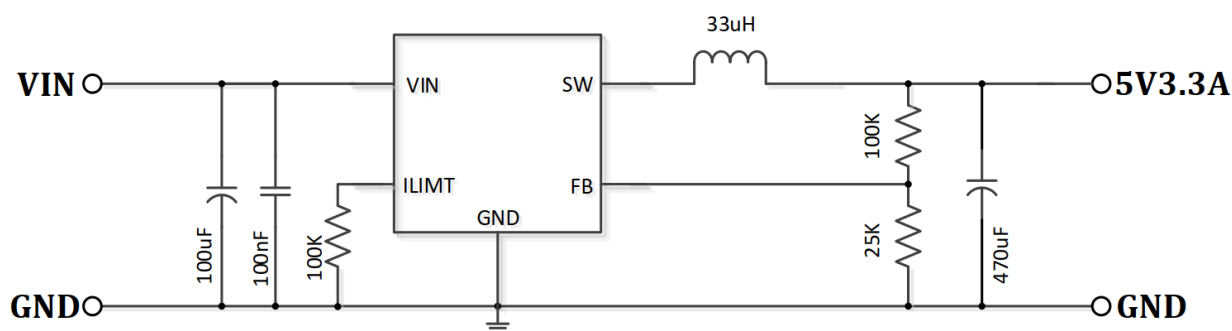 33uH
VIN
VIN
SW
5V3.3A
100K
ILIMT
FB
GND
100uF
100nF
100K
25K
470uF
GND
GND